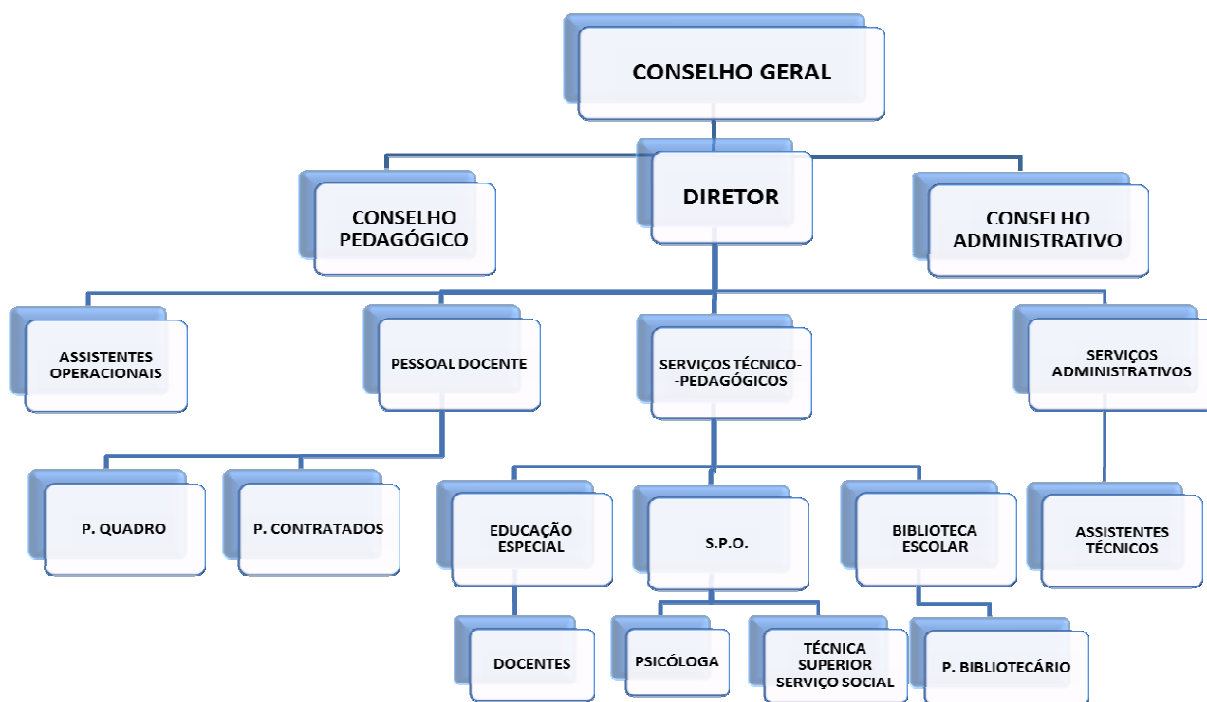 CONSELHO GERAL
CONSELHO
PEDAGÓGICO
DIRETOR
CONSELHO
ADMINISTRATIVO
ASSISTENTES
OPERACIONAIS
PESSOAL DOCENTE
SERVIÇOS TÉCNICO-
-PEDAGÓGICOS
SERVIÇOS
ADMINISTRATIVOS
P. QUADRO
P. CONTRATADOS
EDUCAÇÃO
ESPECIAL
S.P.O.
BIBLIOTECA
ESCOLAR
ASSISTENTES
TÉCNICOS
DOCENTES
PSICÓLOGA
TÉCNICA
SUPERIOR
SERVIÇO SOCIAL
P. BIBLIOTECÁRIO